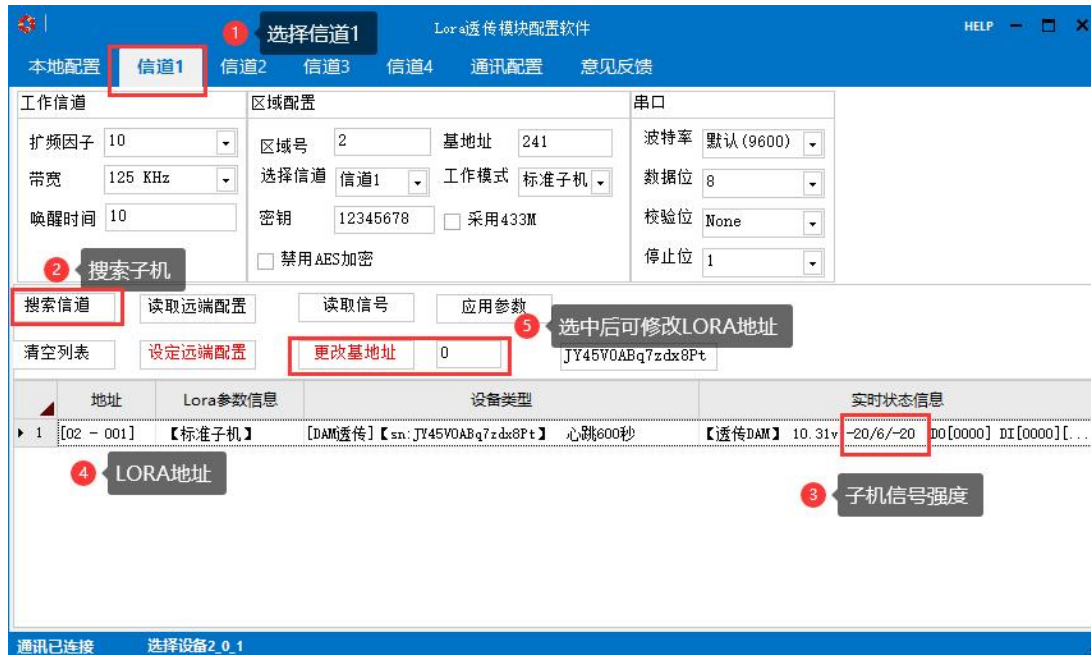 1 选择信道1 Lora透传模块配置软件 HELP
本地配置 信道1 信道2 信道3 信道4 通讯配置 意见反馈
工作信道 区域配置 串口
扩频因子 10 区域号 2 基地址 241 波特率 默认(9600)
带宽 125 KHz 选择信道 信道1 工作模式 标准子机 数据位 8
唤醒时间 10 密钥 12345678 采用433M 校验位 None
2 搜索子机 禁用AES加密 停止位 1
搜索信道 读取远端配置 读取信号 应用参数
5 选中后可修改LORA地址
清空列表 设定远端配置 更改基地址 0 JY45V0ABq7zdx8Pt
地址 Lora参数信息 设备类型 实时状态信息
1 [02 - 001] 【标准子机】 [DAM透传]【sn:JY45V0ABq7zdx8Pt】 心跳600秒 【透传DAM】 10.31v -20/6/-20 DO[0000] DI[0000][...
4 LORA地址 3 子机信号强度
通讯已连接 选择设备2_0_1